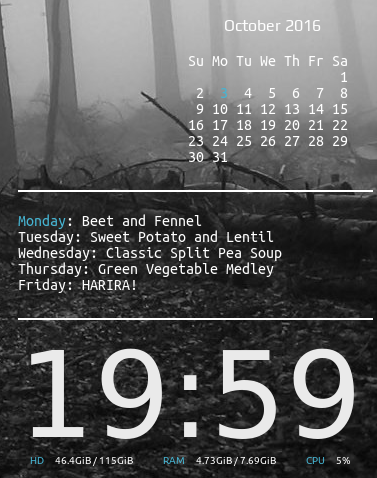 October 2016
Su Mo Tu We Th Fr Sa
1
2 3 4 5 6 7 8
9 10 11 12 13 14 15
16 17 18 19 20 21 22
23 24 25 26 27 28 29
30 31
Monday: Beet and Fennel
Tuesday: Sweet Potato and Lentil
Wednesday: Classic Split Pea Soup
Thursday: Green Vegetable Medley
Friday: HARIRA!
19:59
HD 46.4GiB/115GiB RAM 4.73GiB/7.69GiB CPU 5%